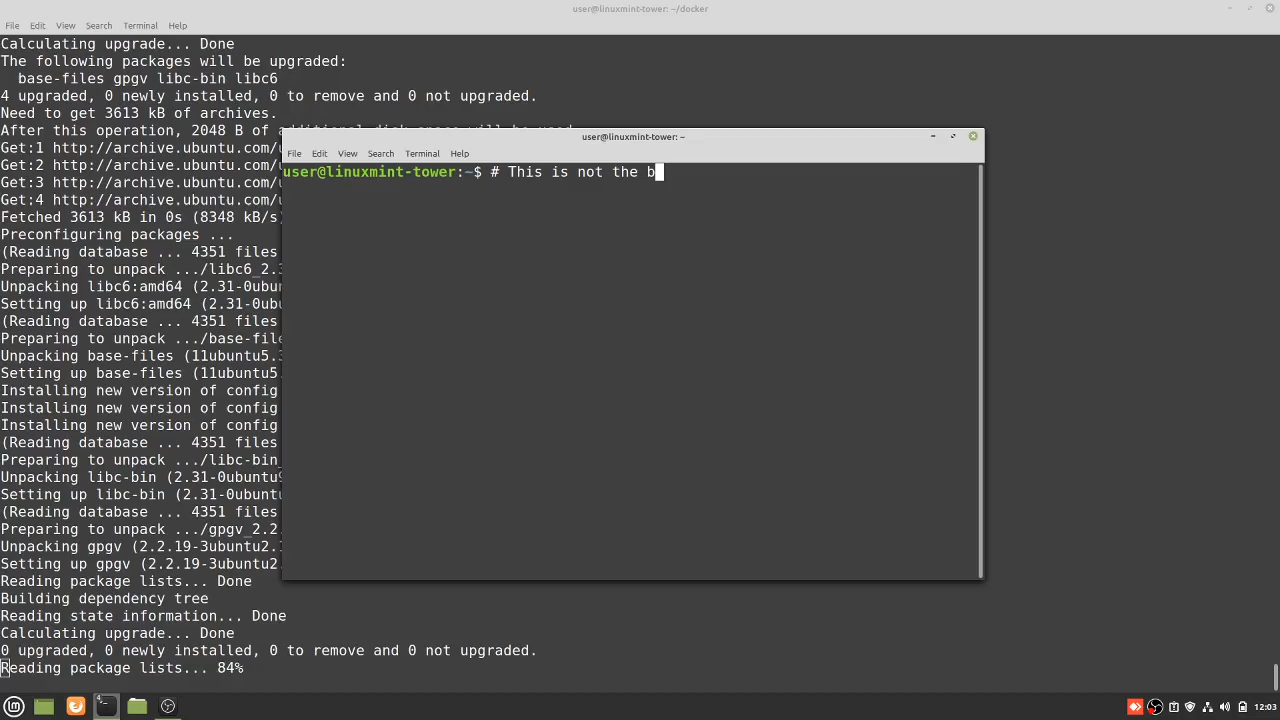 user@linuxmint-tower:~/docker
File Edit View Search Terminal Help
Calculating upgrade... Done
The following packages will be upgraded:
  base-files gpgv libc-bin libc6
4 upgraded, 0 newly installed, 0 to remove and 0 not upgraded.
Need to get 3613 kB of archives.
After this operation, 2048 B of additional disk space will be used.
Get:1 http://archive.ubuntu.com/u
Get:2 http://archive.ubuntu.com/u
Get:3 http://archive.ubuntu.com/u
Get:4 http://archive.ubuntu.com/u
Fetched 3613 kB in 0s (8348 kB/s)
Preconfiguring packages ...
(Reading database ... 4351 files
Preparing to unpack .../libc6_2.3
Unpacking libc6:amd64 (2.31-0ubun
Setting up libc6:amd64 (2.31-0ubu
(Reading database ... 4351 files
Preparing to unpack .../base-file
Unpacking base-files (11ubuntu5.
Setting up base-files (11ubuntu5.
Installing new version of config
Installing new version of config
Installing new version of config
(Reading database ... 4351 files
Preparing to unpack .../libc-bin_
Unpacking libc-bin (2.31-0ubuntu
Setting up libc-bin (2.31-0ubuntu
(Reading database ... 4351 files
Preparing to unpack .../gpgv_2.2.
Unpacking gpgv (2.2.19-3ubuntu2.
Setting up gpgv (2.2.19-3ubuntu2.
Reading package lists... Done
Building dependency tree
Reading state information... Done
Calculating upgrade... Done
0 upgraded, 0 newly installed, 0 to remove and 0 not upgraded.
Reading package lists... 84%
user@linuxmint-tower: ~
File Edit View Search Terminal Help
user@linuxmint-tower:~$ # This is not the b
4
12:03